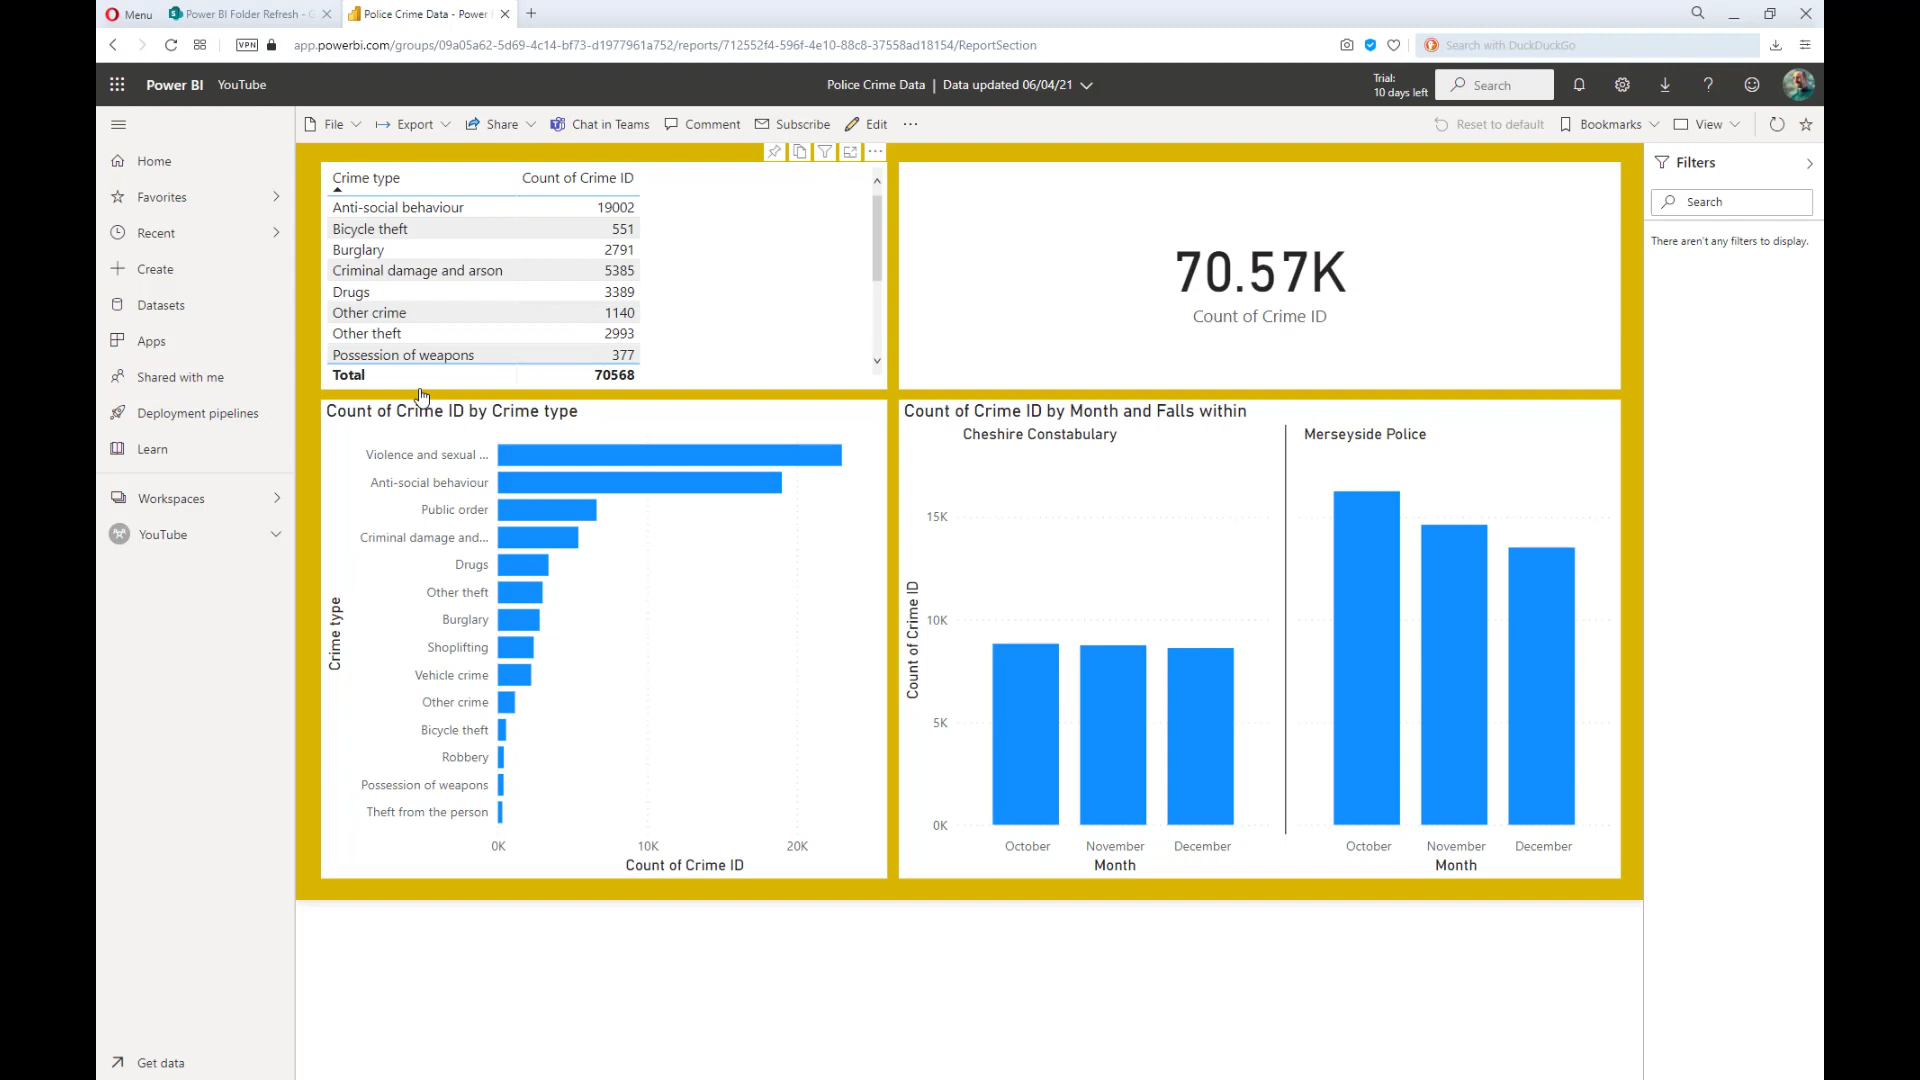 Menu
Power BI Folder Refresh - C
Police Crime Data - Power
VPN
app.powerbi.com/groups/09a05a62-5d69-4c14-bf73-d1977961a752/reports/712552f4-596f-4e10-88c8-37558ad18154/ReportSection
Search with DuckDuckGo
Power BI YouTube
Police Crime Data | Data updated 06/04/21
Trial:
10 days left
Search
File
Export
Share
Chat in Teams
Comment
Subscribe
Edit
Reset to default
Bookmarks
View
Home
Favorites
Recent
Create
Datasets
Apps
Shared with me
Deployment pipelines
Learn
Workspaces
YouTube
Get data
Crime type Count of Crime ID
Anti-social behaviour 19002
Bicycle theft 551
Burglary 2791
Criminal damage and arson 5385
Drugs 3389
Other crime 1140
Other theft 2993
Possession of weapons 377
Total 70568
70.57K
Count of Crime ID
Count of Crime ID by Crime type
Crime type
Violence and sexual ...
Anti-social behaviour
Public order
Criminal damage and...
Drugs
Other theft
Burglary
Shoplifting
Vehicle crime
Other crime
Bicycle theft
Robbery
Possession of weapons
Theft from the person
0K 10K 20K
Count of Crime ID
Count of Crime ID by Month and Falls within
Cheshire Constabulary Merseyside Police
Count of Crime ID
15K
10K
5K
0K
October November December October November December
Month Month
Filters
Search
There aren't any filters to display.